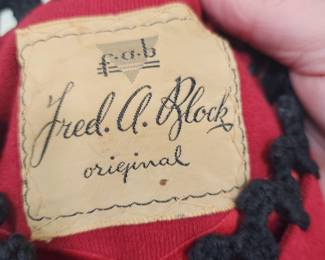 f·a·b
Fred. A. Block
original